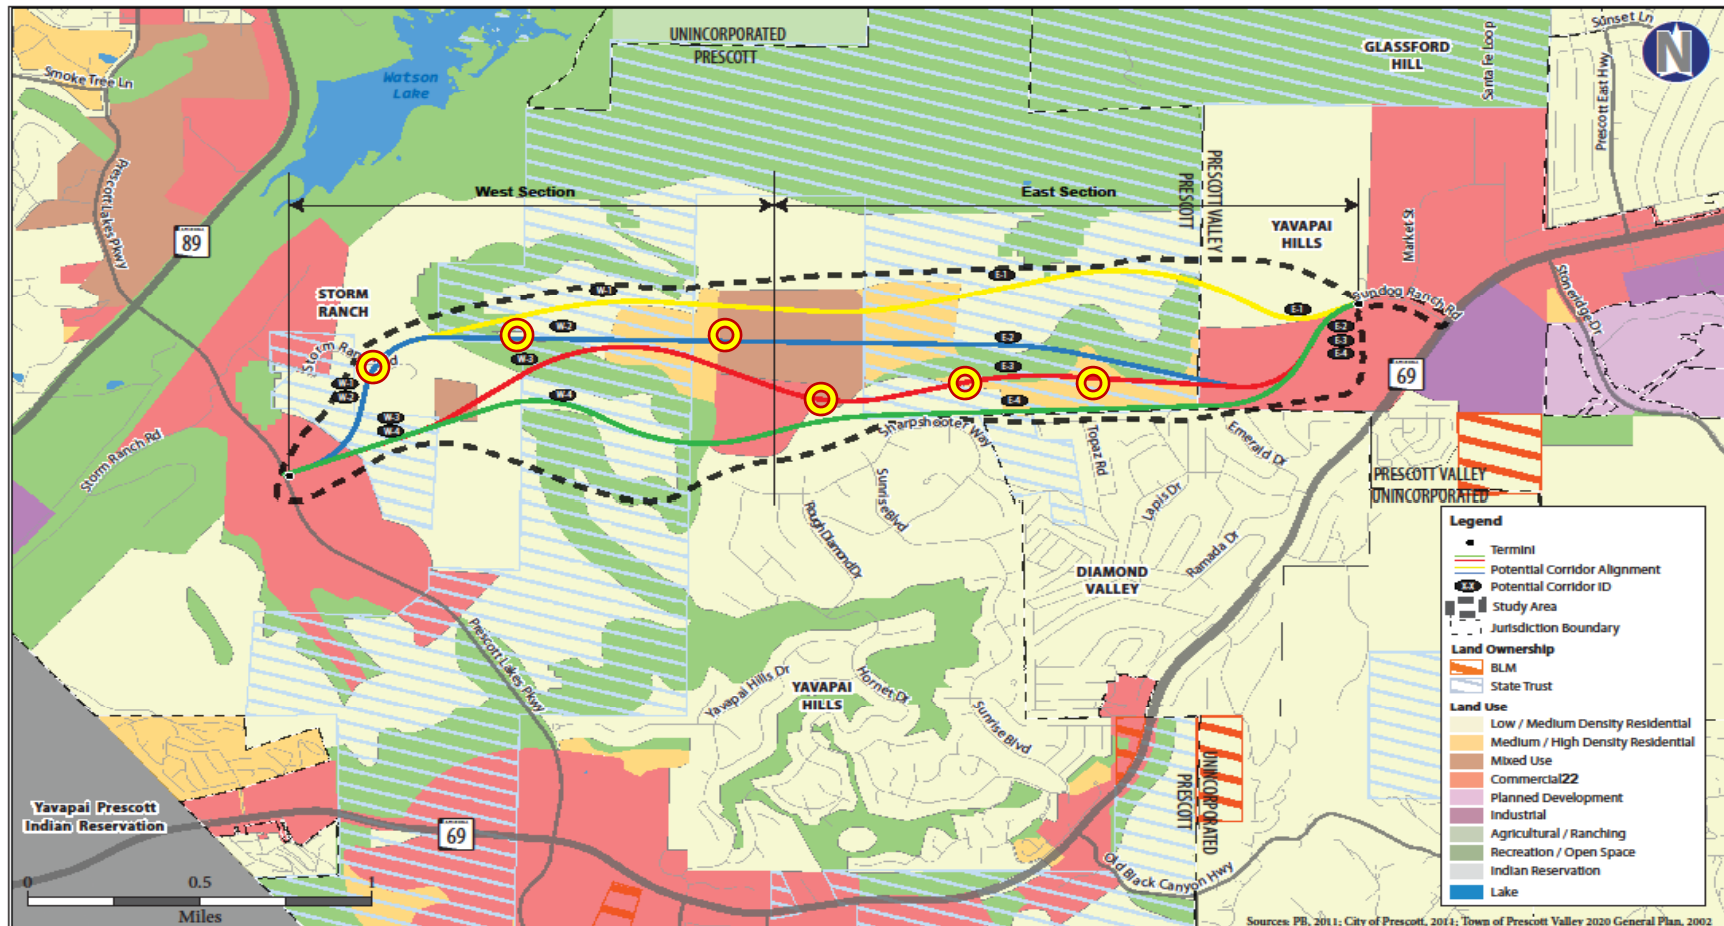 UNINCORPORATED
PRESCOTT
GLASSFORD
HILL
Santa Fe Loop
Sunset Ln
N
Prescott East Hwy
Smoke Tree Ln
Watson
Lake
Prescott Lakes Pkwy
89
West Section
East Section
PRESCOTT VALLEY
PRESCOTT
YAVAPAI
HILLS
Market St
STORM
RANCH
W-1
E-1
E-1
Sundog Ranch Rd
Stoneridge Dr
W-2
E-2
E-2
E-3
E-4
W-3
E-3
69
W-1
W-2
W-4
E-4
W-3
W-4
Sharpshooter Way
Topaz Rd
Emerald Dr
Storm Ranch Rd
Sunrise Blvd
Rough Diamond Dr
Lapis Dr
Ramada Dr
PRESCOTT VALLEY
UNINCORPORATED
DIAMOND
VALLEY
Prescott Lakes Pkwy
Yavapai Hills Dr
YAVAPAI
HILLS
Hornet Dr
Sunrise Blvd
UNINCORPORATED
PRESCOTT
Yavapai Prescott
Indian Reservation
69
Old Black Canyon Hwy
0 0.5 1
Miles
Legend
Termini
Potential Corridor Alignment
X-X Potential Corridor ID
Study Area
Jurisdiction Boundary
Land Ownership
BLM
State Trust
Land Use
Low / Medium Density Residential
Medium / High Density Residential
Mixed Use
Commercial22
Planned Development
Industrial
Agricultural / Ranching
Recreation / Open Space
Indian Reservation
Lake
Sources: PB, 2011; City of Prescott, 2011; Town of Prescott Valley 2020 General Plan, 2002